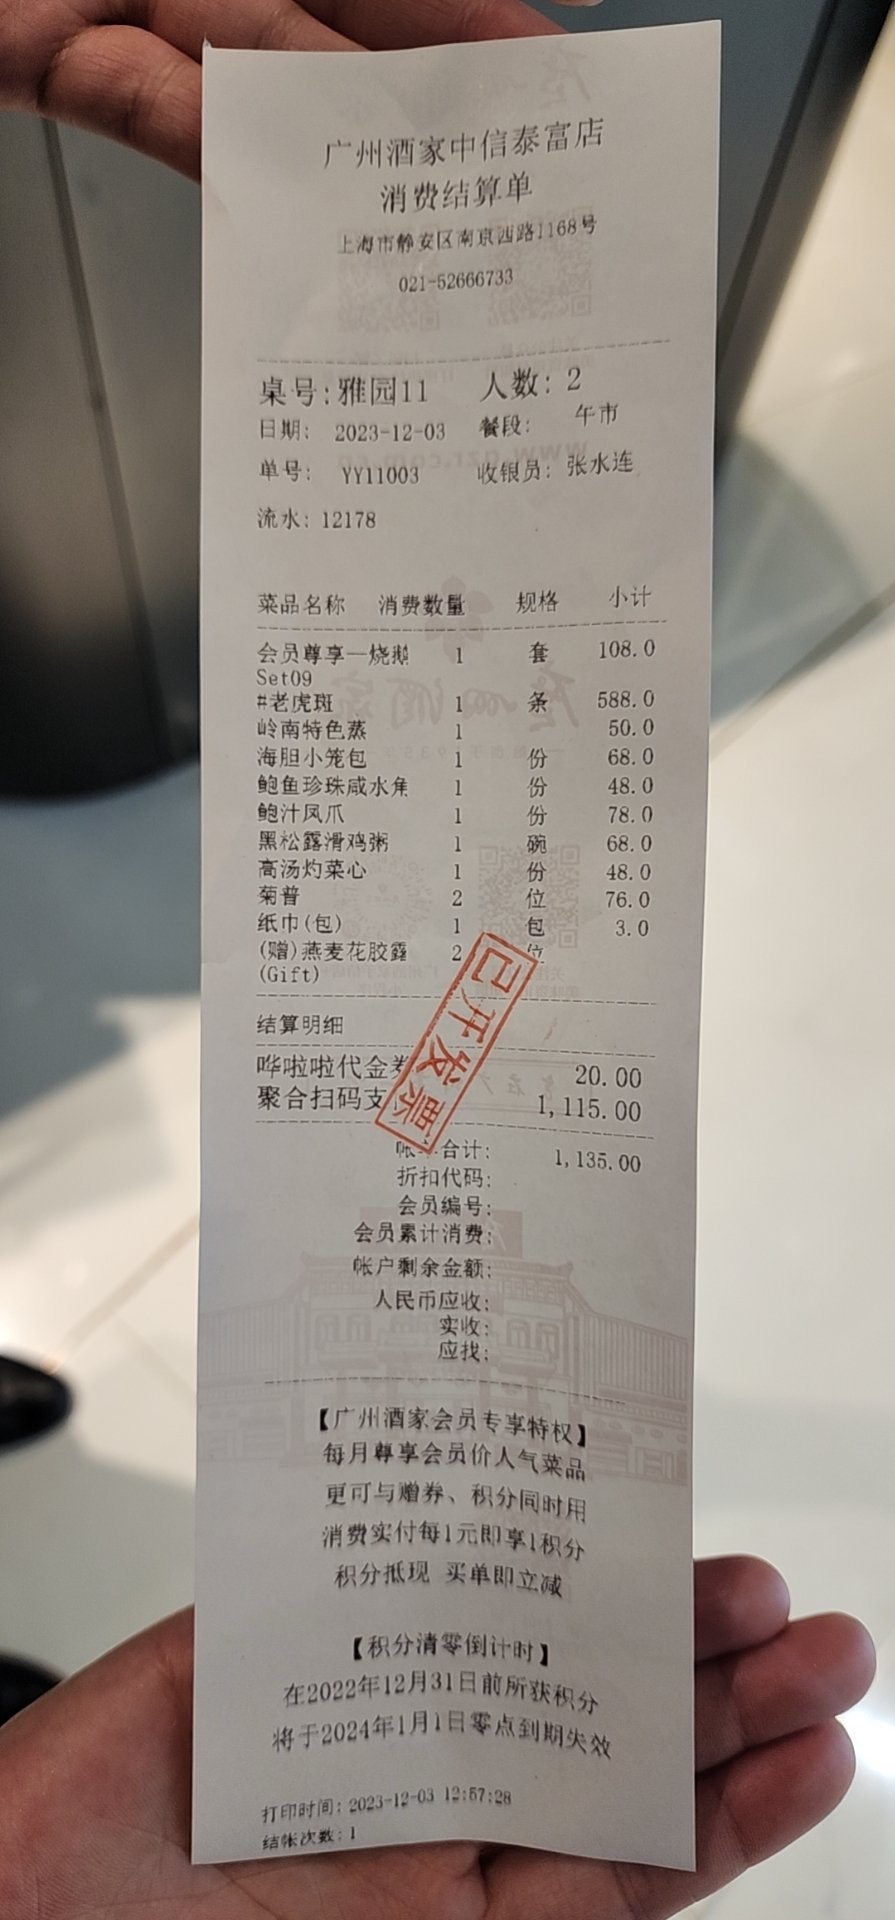 广州酒家中信泰富店
消费结算单
上海市静安区南京西路1168号
021-52666733
桌号:雅园11 人数: 2
日期: 2023-12-03 餐段: 午市
单号: YY11003 收银员: 张水连
流水: 12178
菜品名称 消费数量 规格 小计
会员尊享一烧鹅 1 套 108.0
Set09
#老虎斑 1 条 588.0
岭南特色蒸 1 50.0
海胆小笼包 1 份 68.0
鲍鱼珍珠咸水角 1 份 48.0
鲍汁凤爪 1 份 78.0
黑松露滑鸡粥 1 碗 68.0
高汤灼菜心 1 份 48.0
菊普 2 位 76.0
纸巾(包) 1 包 3.0
(赠)燕麦花胶露 2 位
(Gift)
已开发票
结算明细
哗啦啦代金券 20.00
聚合扫码支 1,115.00
帐单合计: 1,135.00
折扣代码:
会员编号:
会员累计消费:
帐户剩余金额:
人民币应收:
实收:
应找:
【广州酒家会员专享特权】
每月尊享会员价人气菜品
更可与赠券、积分同时用
消费实付每1元即享1积分
积分抵现 买单即立减
【积分清零倒计时】
在2022年12月31日前所获积分
将于2024年1月1日零点到期失效
打印时间: 2023-12-03 12:57:28
结帐次数: 1